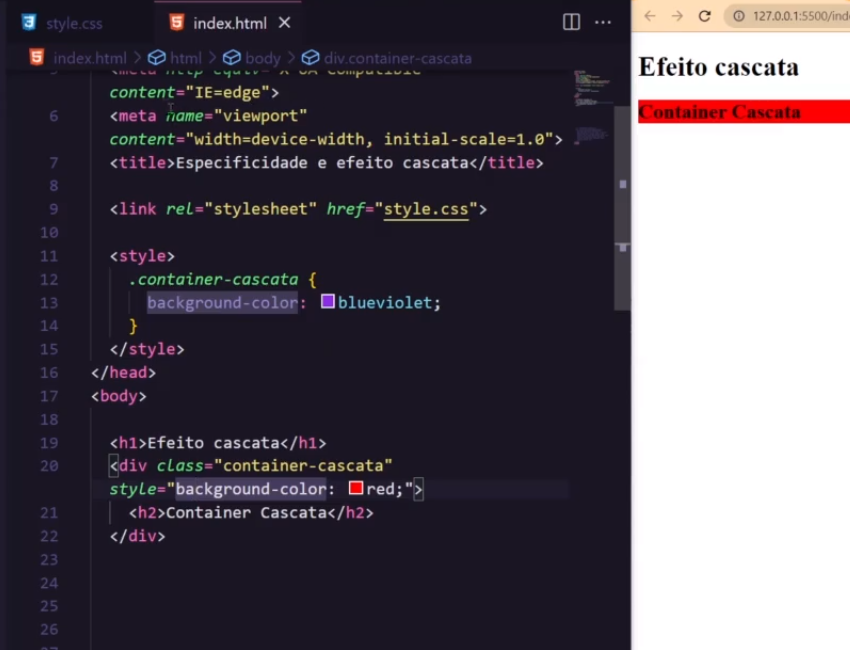 style.css
index.html
127.0.0.1:5500/ind
index.html > html > body > div.container-cascata
Efeito cascata
Container Cascata
5 <meta http-equiv="X-UA-Compatible"
content="IE=edge">
6 <meta name="viewport"
content="width=device-width, initial-scale=1.0">
7 <title>Especificidade e efeito cascata</title>
8
9 <link rel="stylesheet" href="style.css">
10
11 <style>
12 .container-cascata {
13 background-color: blueviolet;
14 }
15 </style>
16 </head>
17 <body>
18
19 <h1>Efeito cascata</h1>
20 <div class="container-cascata"
style="background-color: red;">
21 <h2>Container Cascata</h2>
22 </div>
23
24
25
26
27